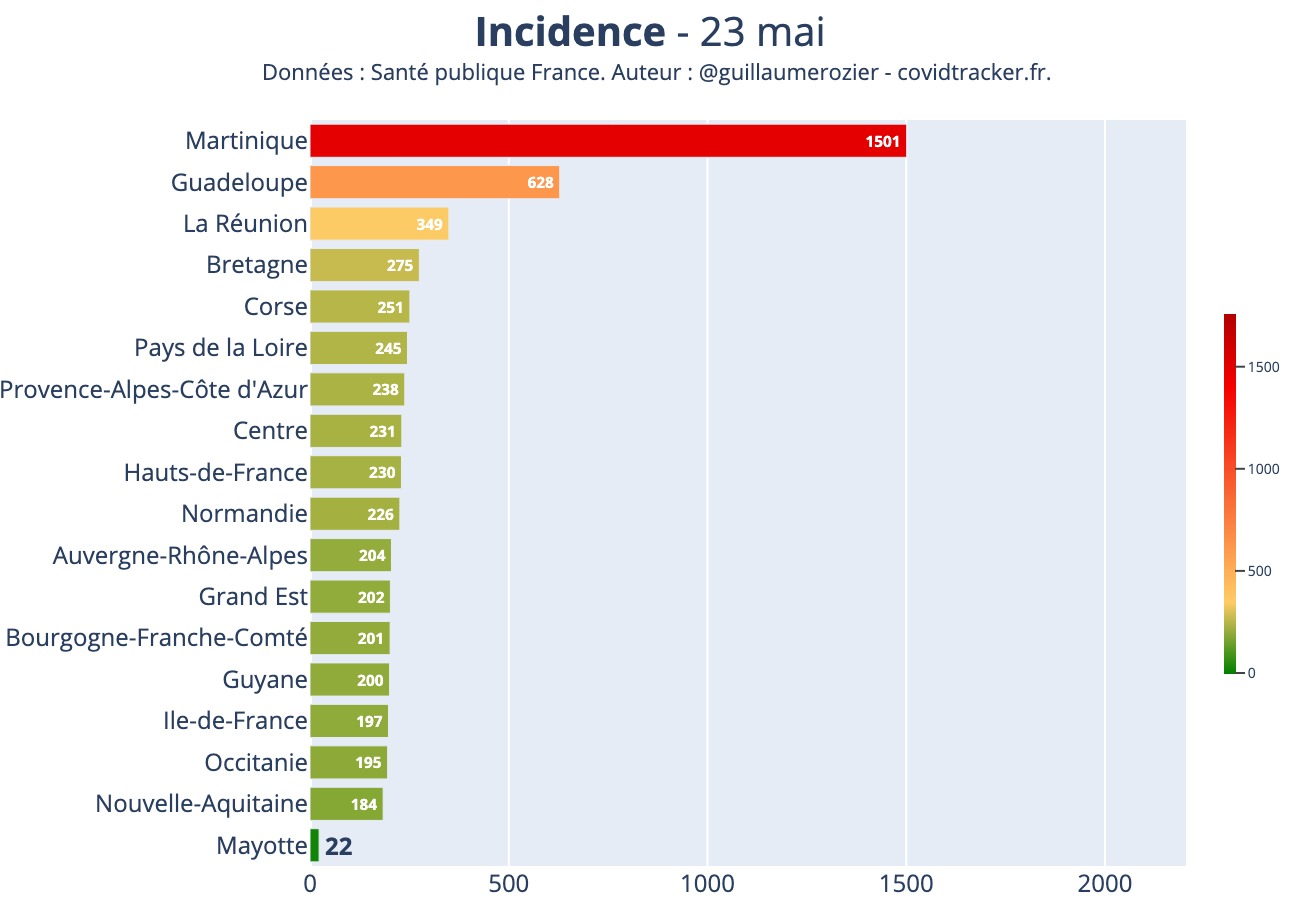 Incidence - 23 mai
Données : Santé publique France. Auteur : @guillaumerozier - covidtracker.fr.
Martinique 1501
Guadeloupe 628
La Réunion 349
Bretagne 275
Corse 251
Pays de la Loire 245
Provence-Alpes-Côte d'Azur 238
Centre 231
Hauts-de-France 230
Normandie 226
Auvergne-Rhône-Alpes 204
Grand Est 202
Bourgogne-Franche-Comté 201
Guyane 200
Ile-de-France 197
Occitanie 195
Nouvelle-Aquitaine 184
Mayotte 22
0 500 1000 1500 2000
1500
1000
500
0